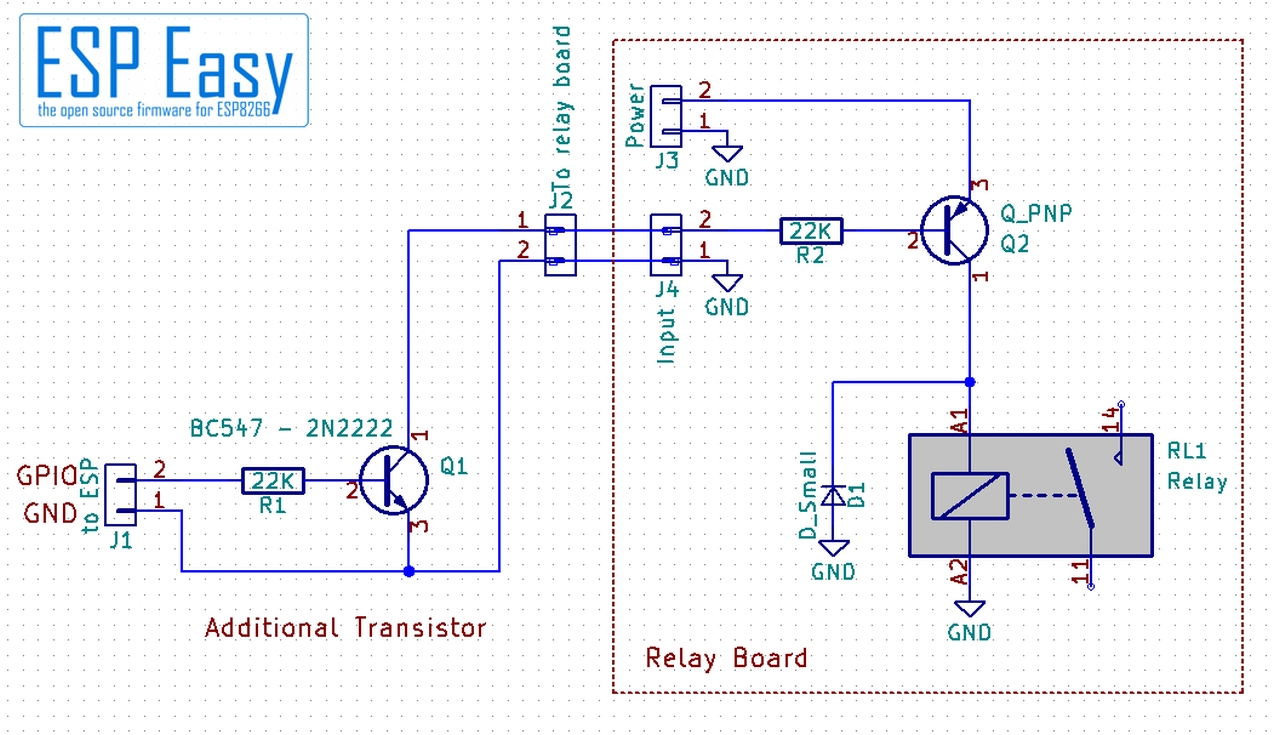 ESP Easy
the open source firmware for ESP8266
To relay board
J2
1
2
Power
2
1
J3
GND
2
1
J4
Input
GND
22K
R2
3
2
1
Q_PNP
Q2
BC547 - 2N2222
GPIO
GND
to ESP
2
1
J1
22K
R1
2
1
3
Q1
D_Small
D1
GND
A1
A2
14
11
RL1
Relay
GND
Additional Transistor
Relay Board